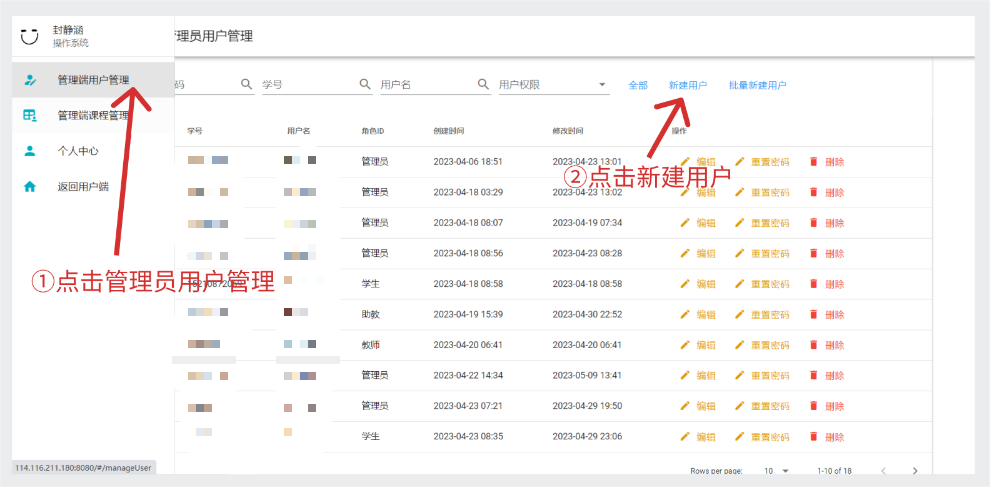 封静涵
操作系统
管理员用户管理
管理端用户管理
管理端课程管理
个人中心
返回用户端
码 学号 用户名 用户权限 全部 新建用户 批量新建用户
学号 用户名 角色ID 创建时间 修改时间 操作
管理员 2023-04-06 18:51 2023-04-23 13:01 编辑 重置密码 删除
②点击新建用户
管理员 2023-04-18 03:29 2023-04-23 13:02 编辑 重置密码 删除
管理员 2023-04-18 08:07 2023-04-19 07:34 编辑 重置密码 删除
管理员 2023-04-18 08:56 2023-04-23 08:28 编辑 重置密码 删除
①点击管理员用户管理
学生 2023-04-18 08:58 2023-04-18 08:58 编辑 重置密码 删除
助教 2023-04-19 15:39 2023-04-30 22:52 编辑 重置密码 删除
教师 2023-04-20 06:41 2023-04-20 06:41 编辑 重置密码 删除
管理员 2023-04-22 14:34 2023-05-09 13:41 编辑 重置密码 删除
管理员 2023-04-23 07:21 2023-04-29 19:50 编辑 重置密码 删除
学生 2023-04-23 08:35 2023-04-29 23:06 编辑 重置密码 删除
114.116.211.180:8080/#/manageUser
Rows per page: 10 1-10 of 18